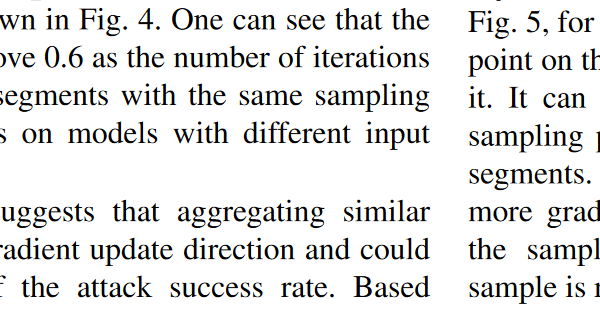 wn in Fig. 4. One can see that the
ove 0.6 as the number of iterations
segments with the same sampling
s on models with different input
uggests that aggregating similar
radient update direction and could
f the attack success rate. Based
Fig. 5, for
point on th
it. It can
sampling p
segments.
more grad
the sampl
sample is r